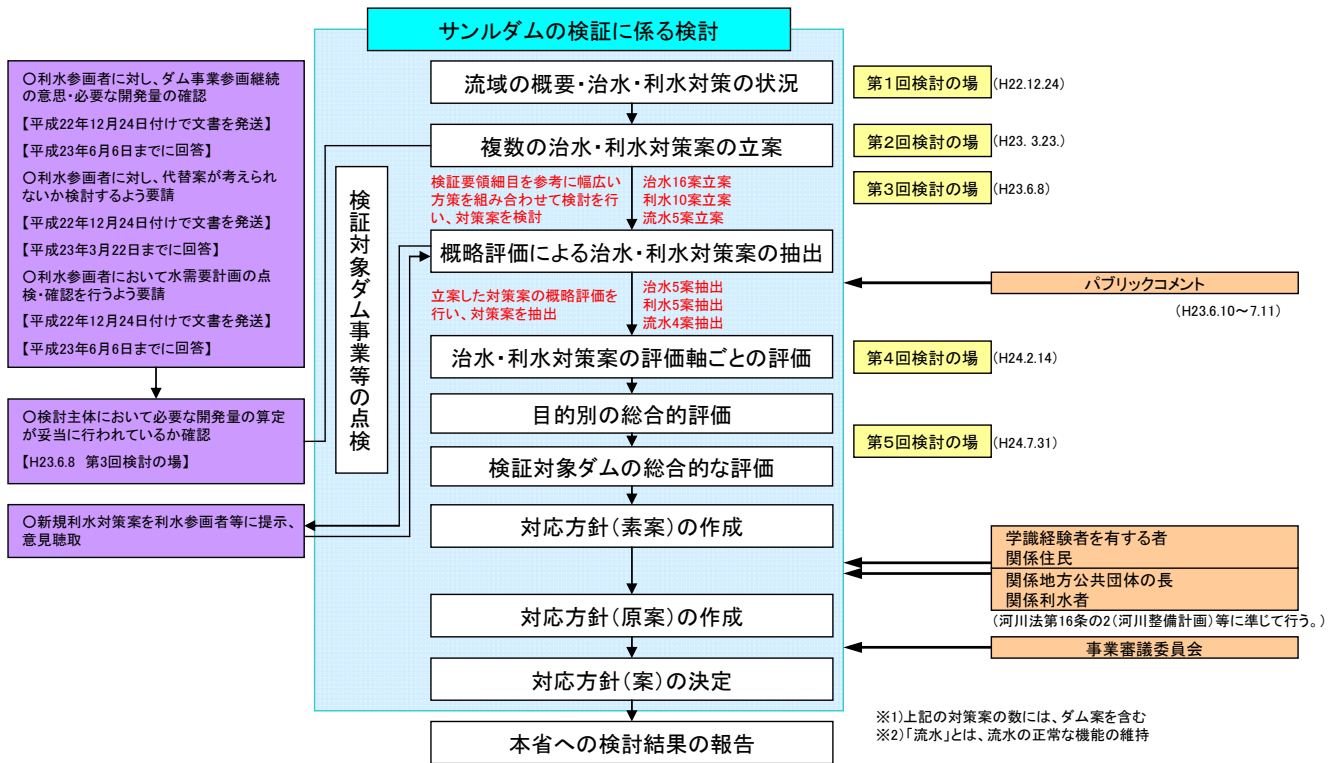 サンルダムの検証に係る検討
○利水参画者に対し、ダム事業参画継続
の意思・必要な開発量の確認
【平成22年12月24日付けで文書を発送】
【平成23年6月6日までに回答】
○利水参画者に対し、代替案が考えられ
ないか検討するよう要請
【平成22年12月24日付けで文書を発送】
【平成23年3月22日までに回答】
○利水参画者において水需要計画の点
検・確認を行うよう要請
【平成22年12月24日付けで文書を発送】
【平成23年6月6日までに回答】
○検討主体において必要な開発量の算定
が妥当に行われているか確認
【H23.6.8 第3回検討の場】
○新規利水対策案を利水参画者等に提示、
意見聴取
検証対象ダム事業等の点検
流域の概要・治水・利水対策の状況
複数の治水・利水対策案の立案
検証要領細目を参考に幅広い
方策を組み合わせて検討を行
い、対策案を検討
治水16案立案
利水10案立案
流水5案立案
概略評価による治水・利水対策案の抽出
立案した対策案の概略評価を
行い、対策案を抽出
治水5案抽出
利水5案抽出
流水4案抽出
治水・利水対策案の評価軸ごとの評価
目的別の総合的評価
検証対象ダムの総合的な評価
対応方針(素案)の作成
対応方針(原案)の作成
対応方針(案)の決定
本省への検討結果の報告
第1回検討の場 (H22.12.24)
第2回検討の場 (H23. 3.23.)
第3回検討の場 (H23.6.8)
パブリックコメント
(H23.6.10～7.11)
第4回検討の場 (H24.2.14)
第5回検討の場 (H24.7.31)
学識経験者を有する者
関係住民
関係地方公共団体の長
関係利水者
(河川法第16条の2(河川整備計画)等に準じて行う。)
事業審議委員会
※1)上記の対策案の数には、ダム案を含む
※2)「流水」とは、流水の正常な機能の維持